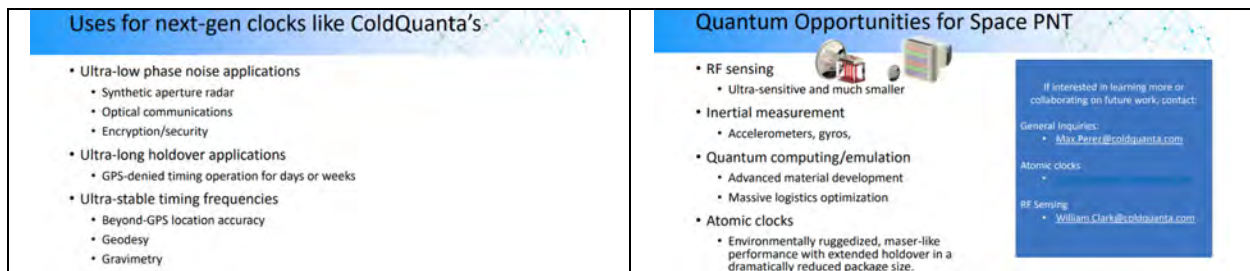 Uses for next-gen clocks like ColdQuanta's
• Ultra-low phase noise applications
• Synthetic aperture radar
• Optical communications
• Encryption/security
• Ultra-long holdover applications
• GPS-denied timing operation for days or weeks
• Ultra-stable timing frequencies
• Beyond-GPS location accuracy
• Geodesy
• Gravimetry
Quantum Opportunities for Space PNT
• RF sensing
• Ultra-sensitive and much smaller
• Inertial measurement
• Accelerometers, gyros,
• Quantum computing/emulation
• Advanced material development
• Massive logistics optimization
• Atomic clocks
• Environmentally ruggedized, maser-like
performance with extended holdover in a
dramatically reduced package size.
If interested in learning more or
collaborating on future work, contact:
General Inquiries:
• Max.Perez@coldquanta.com
Atomic clocks
•
RF Sensing
• William.Clark@coldquanta.com